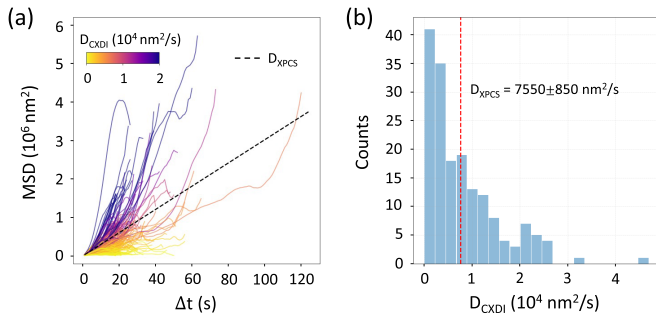 (a)
D_CXDI (10⁴ nm²/s)
0 1 2
D_XPCS
MSD (10⁶ nm²)
6
5
4
3
2
1
0
0 20 40 60 80 100 120
Δt (s)
(b)
D_XPCS = 7550±850 nm²/s
Counts
40
35
30
25
20
15
10
5
0
0 1 2 3 4
D_CXDI (10⁴ nm²/s)